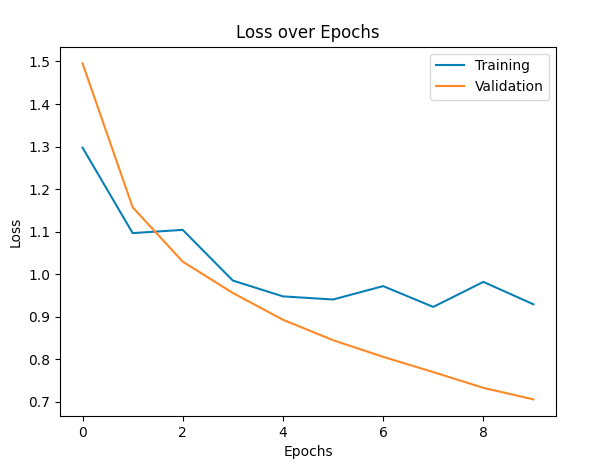 Loss over Epochs
Training
Validation
1.5
1.4
1.3
1.2
1.1
1.0
0.9
0.8
0.7
Loss
0 2 4 6 8
Epochs